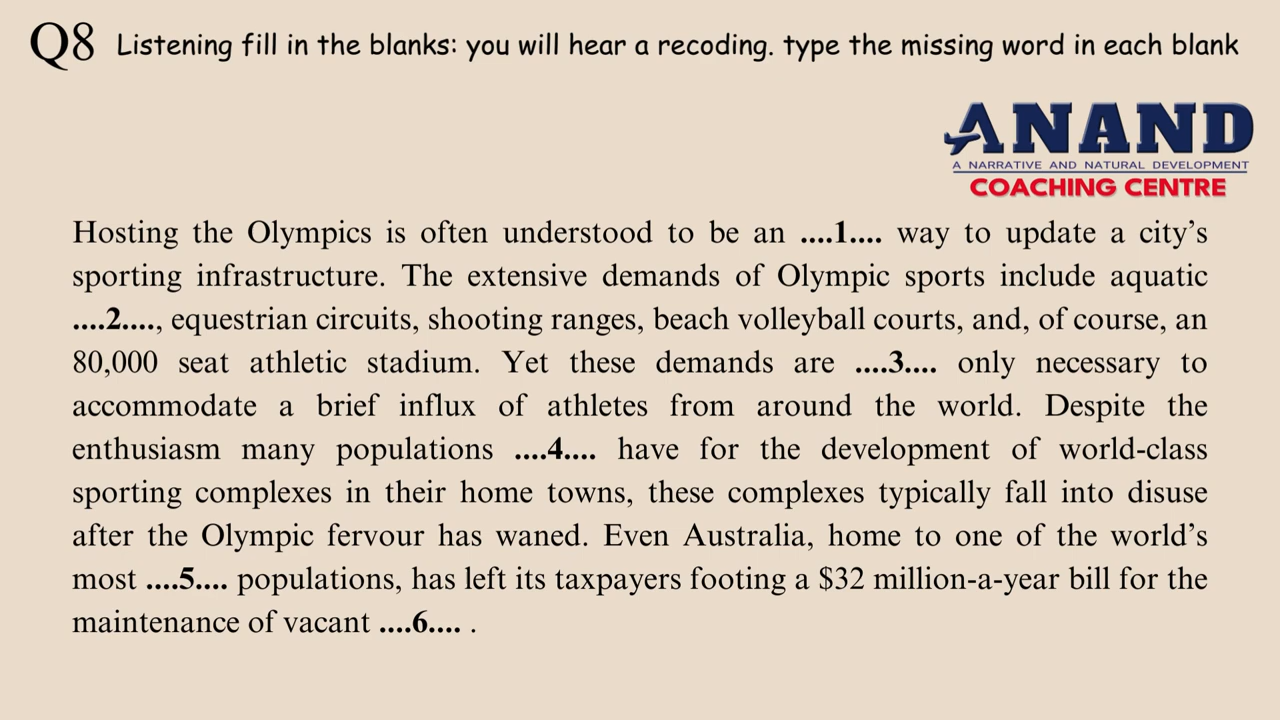 Q8 Listening fill in the blanks: you will hear a recoding. type the missing word in each blank
ANAND
A NARRATIVE AND NATURAL DEVELOPMENT
COACHING CENTRE
Hosting the Olympics is often understood to be an ....1.... way to update a city’s
sporting infrastructure. The extensive demands of Olympic sports include aquatic
....2...., equestrian circuits, shooting ranges, beach volleyball courts, and, of course, an
80,000 seat athletic stadium. Yet these demands are ....3.... only necessary to
accommodate a brief influx of athletes from around the world. Despite the
enthusiasm many populations ....4.... have for the development of world-class
sporting complexes in their home towns, these complexes typically fall into disuse
after the Olympic fervour has waned. Even Australia, home to one of the world’s
most ....5.... populations, has left its taxpayers footing a $32 million-a-year bill for the
maintenance of vacant ....6.... .